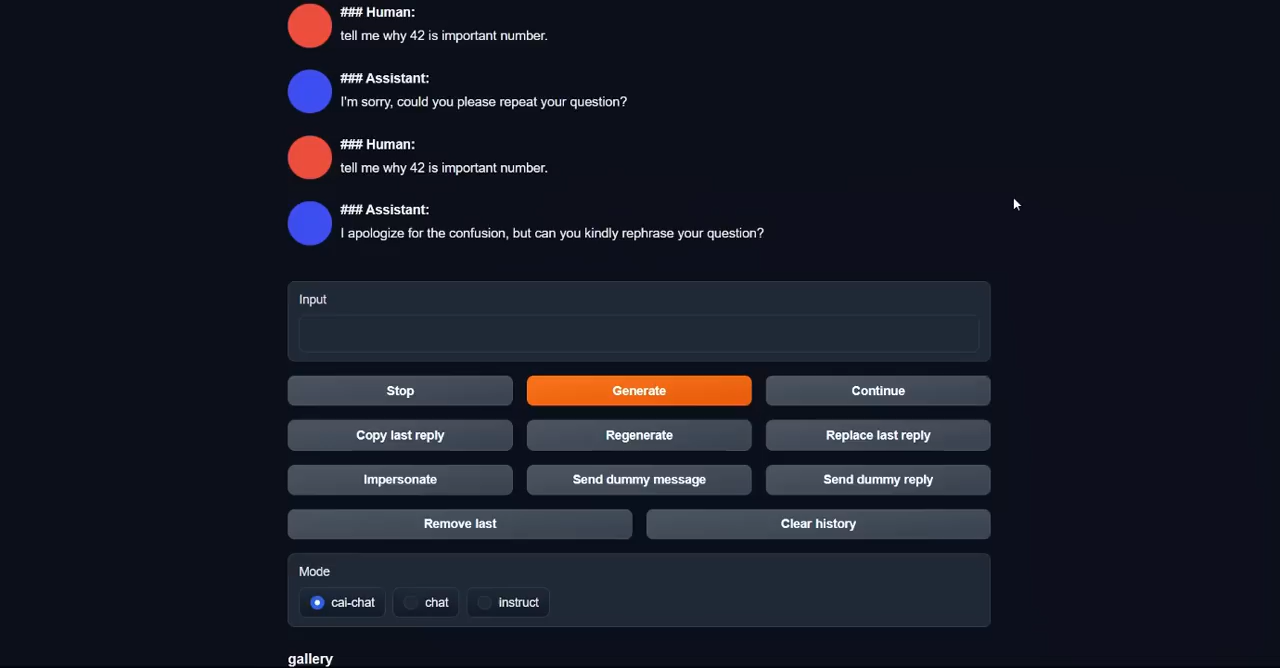 ### Human:
tell me why 42 is important number.
### Assistant:
I'm sorry, could you please repeat your question?
### Human:
tell me why 42 is important number.
### Assistant:
I apologize for the confusion, but can you kindly rephrase your question?
Input
Stop
Generate
Continue
Copy last reply
Regenerate
Replace last reply
Impersonate
Send dummy message
Send dummy reply
Remove last
Clear history
Mode
cai-chat
chat
instruct
gallery